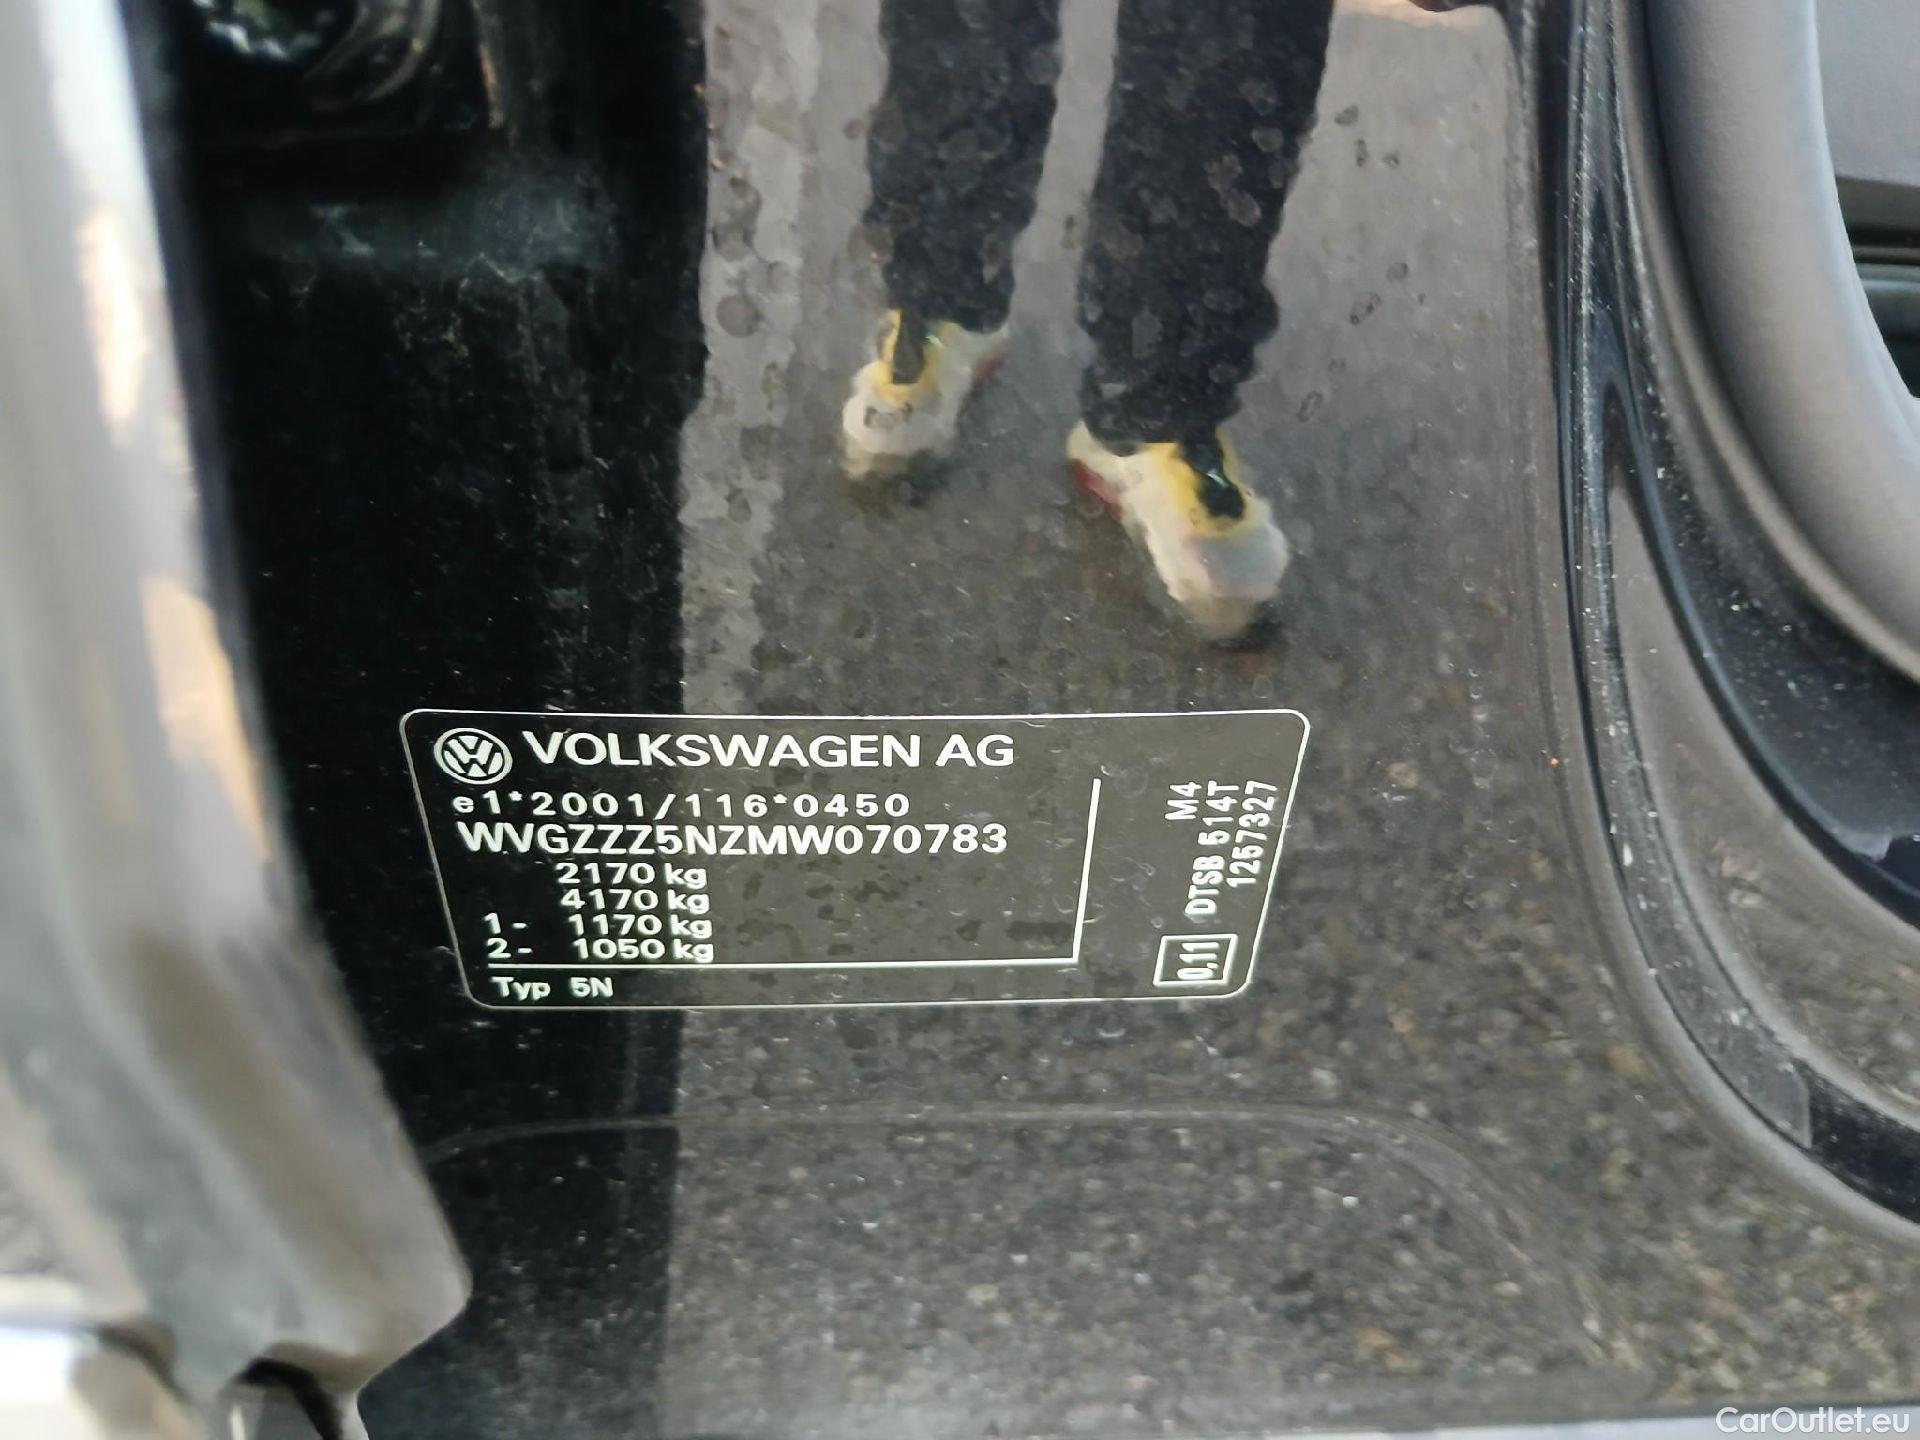 VOLKSWAGEN AG
e1*2001/116*0450
WVGZZZ5NZMW070783
2170 kg
4170 kg
1- 1170 kg
2- 1050 kg
Typ 5N
M4
DTSB 514T
1257327
0.11
CarOutlet.eu